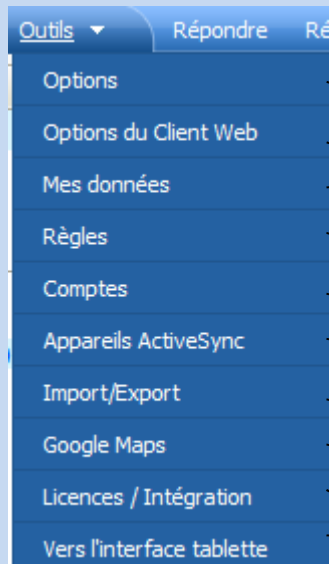 Outils Répondre Ré
Options
Options du Client Web
Mes données
Règles
Comptes
Appareils ActiveSync
Import/Export
Google Maps
Licences / Intégration
Vers l'interface tablette